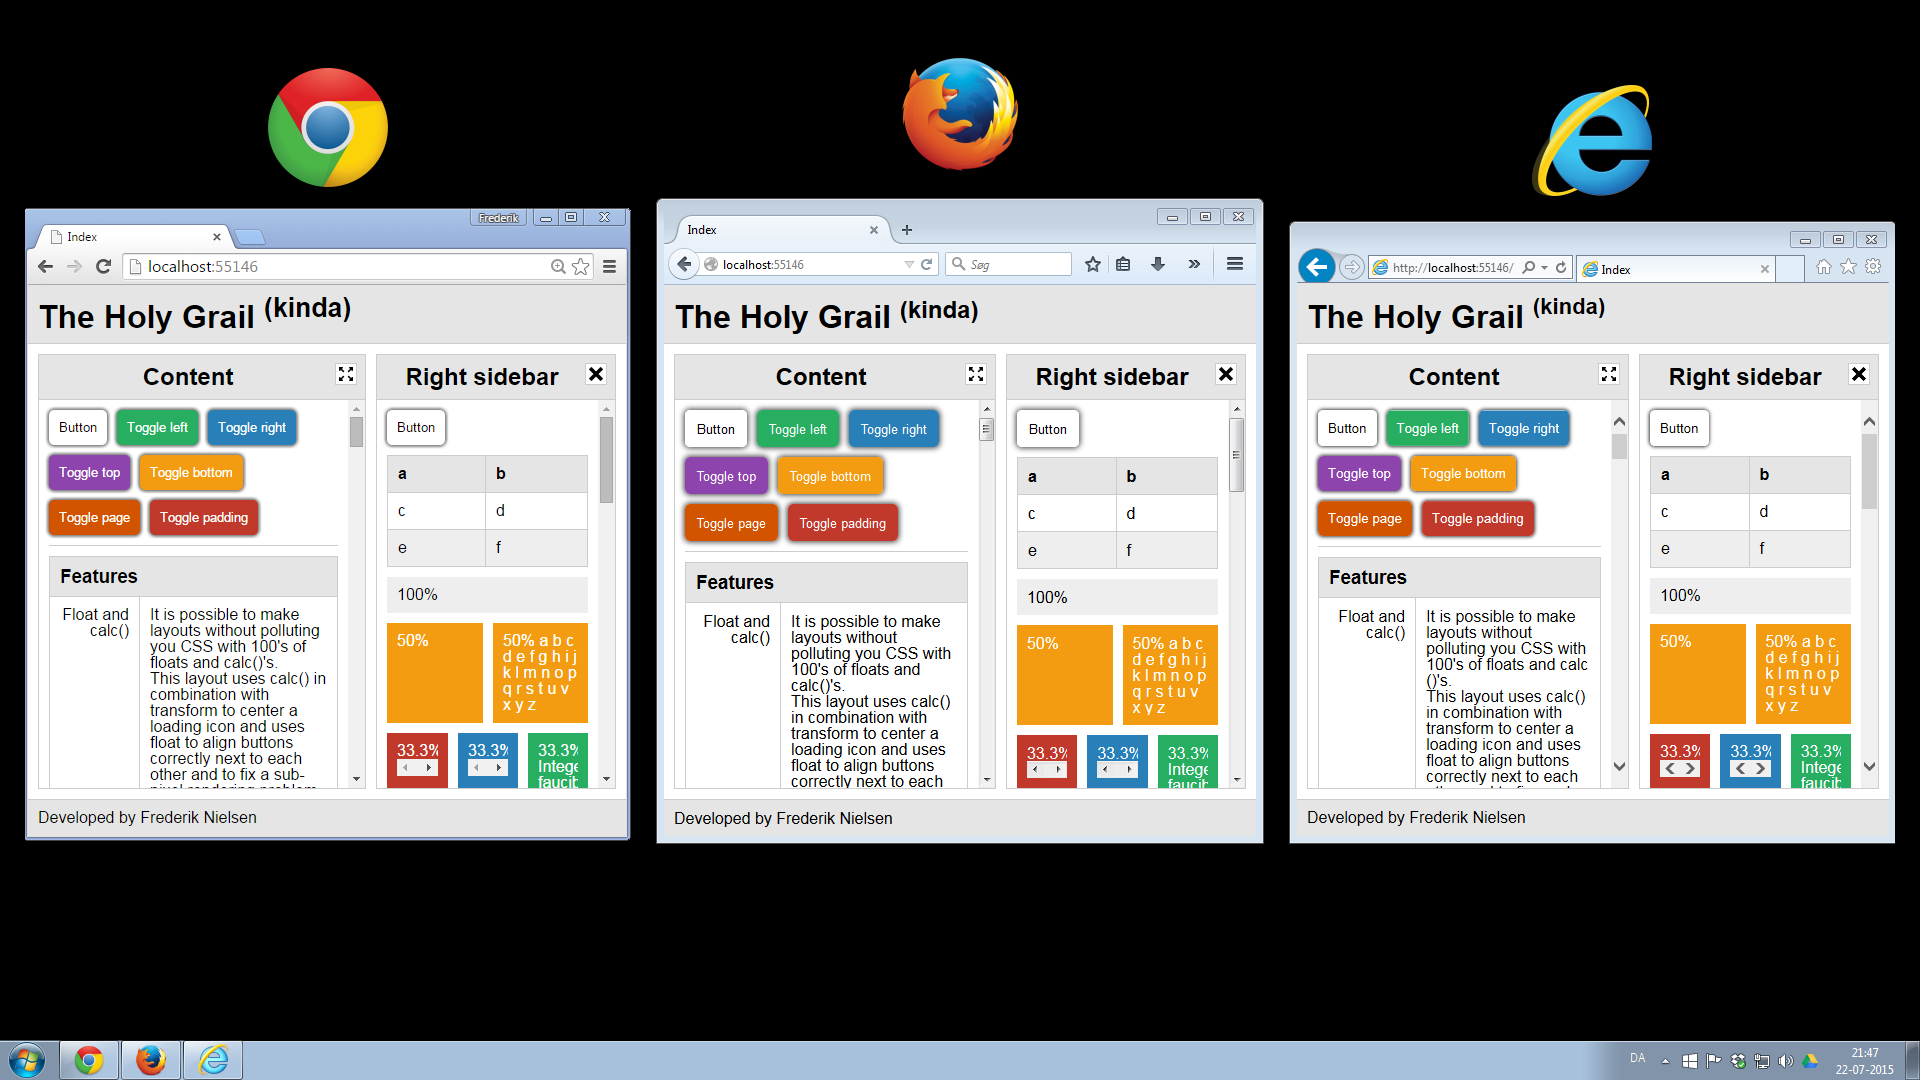 Frederik
Index
localhost:55146
The Holy Grail (kinda)
Content
Right sidebar
Button
Toggle left
Toggle right
Toggle top
Toggle bottom
Toggle page
Toggle padding
Features
Float and
calc()
It is possible to make
layouts without polluting
you CSS with 100's of
floats and calc()'s.
This layout uses calc() in
combination with
transform to center a
loading icon and uses
float to align buttons
correctly next to each
other and to fix a sub-
pixel rendering problem
Button
a b
c d
e f
100%
50%
50% a b c
d e f g h i j
k l m n o p
q r s t u v
x y z
33.3%
33.3%
33.3%
Intege
faucib
Developed by Frederik Nielsen
Index
localhost:55146
Søg
The Holy Grail (kinda)
Content
Right sidebar
Button
Toggle left
Toggle right
Toggle top
Toggle bottom
Toggle page
Toggle padding
Features
Float and
calc()
It is possible to make
layouts without
polluting you CSS with
100's of floats and
calc()'s.
This layout uses calc()
in combination with
transform to center a
loading icon and uses
float to align buttons
correctly next to each
Button
a b
c d
e f
100%
50%
50% a b c
d e f g h i j
k l m n o p
q r s t u v
x y z
33.3%
33.3%
33.3%
Intege
faucib
Developed by Frederik Nielsen
http://localhost:55146/
Index
The Holy Grail (kinda)
Content
Right sidebar
Button
Toggle left
Toggle right
Toggle top
Toggle bottom
Toggle page
Toggle padding
Features
Float and
calc()
It is possible to make
layouts without
polluting you CSS with
100's of floats and calc
()'s.
This layout uses calc()
in combination with
transform to center a
loading icon and uses
float to align buttons
correctly next to each
Button
a b
c d
e f
100%
50%
50% a b c
d e f g h i j
k l m n o p
q r s t u v
x y z
33.3%
33.3%
33.3%
Intege
faucib
Developed by Frederik Nielsen
DA
21:47
22-07-2015